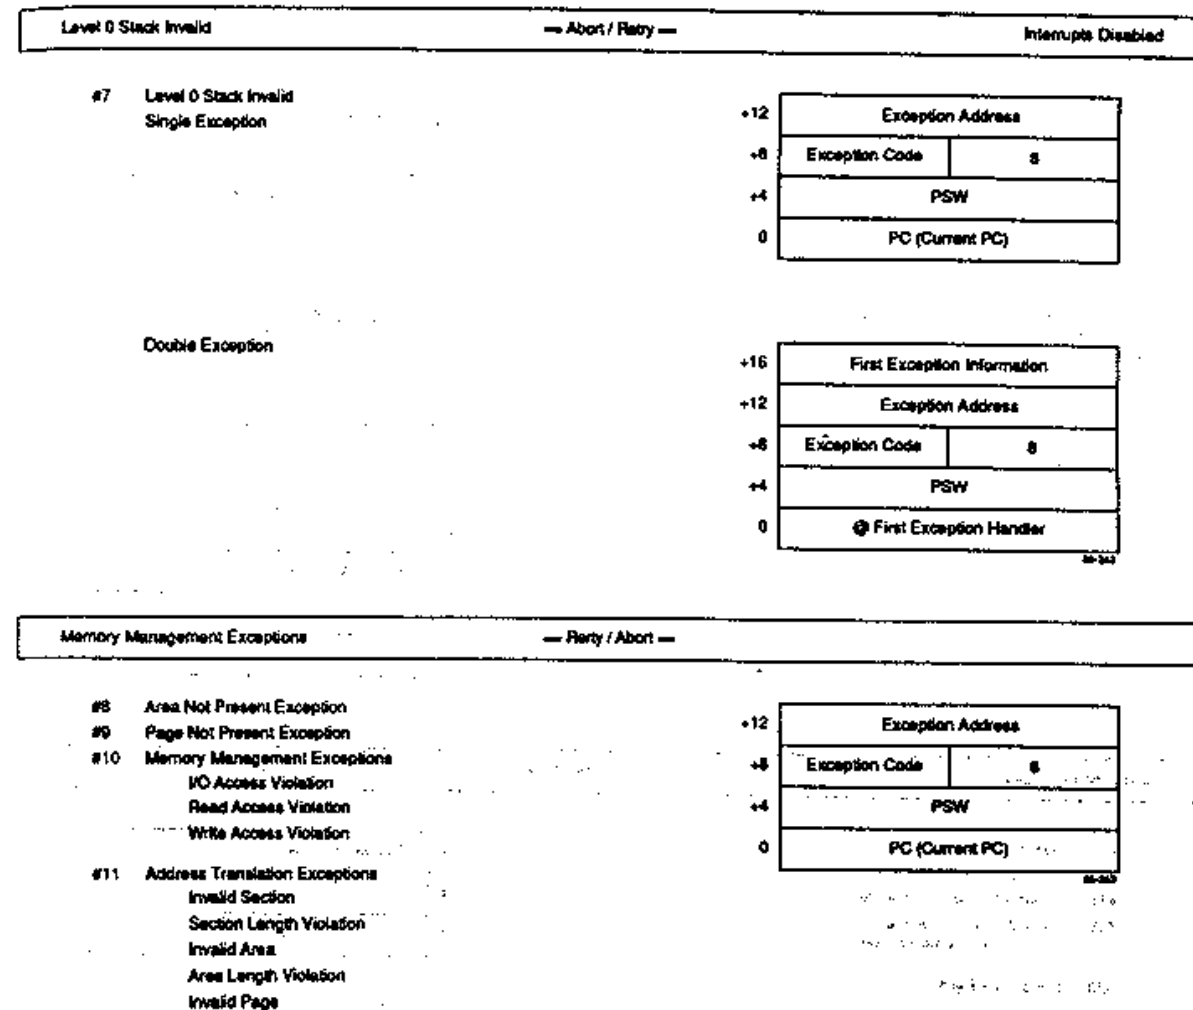 Level 0 Stack Invalid — Abort / Retry — Interrupts Disabled
#7 Level 0 Stack Invalid
Single Exception
+12 Exception Address
+8 Exception Code 8
+4 PSW
0 PC (Current PC)
Double Exception
+16 First Exception Information
+12 Exception Address
+8 Exception Code 8
+4 PSW
0 @ First Exception Handler
Memory Management Exceptions — Rerty / Abort —
#8 Area Not Present Exception
#9 Page Not Present Exception
#10 Memory Management Exceptions
I/O Access Violation
Read Access Violation
Write Access Violation
#11 Address Translation Exceptions
Invalid Section
Section Length Violation
Invalid Area
Area Length Violation
Invalid Page
+12 Exception Address
+8 Exception Code 8
+4 PSW
0 PC (Current PC)